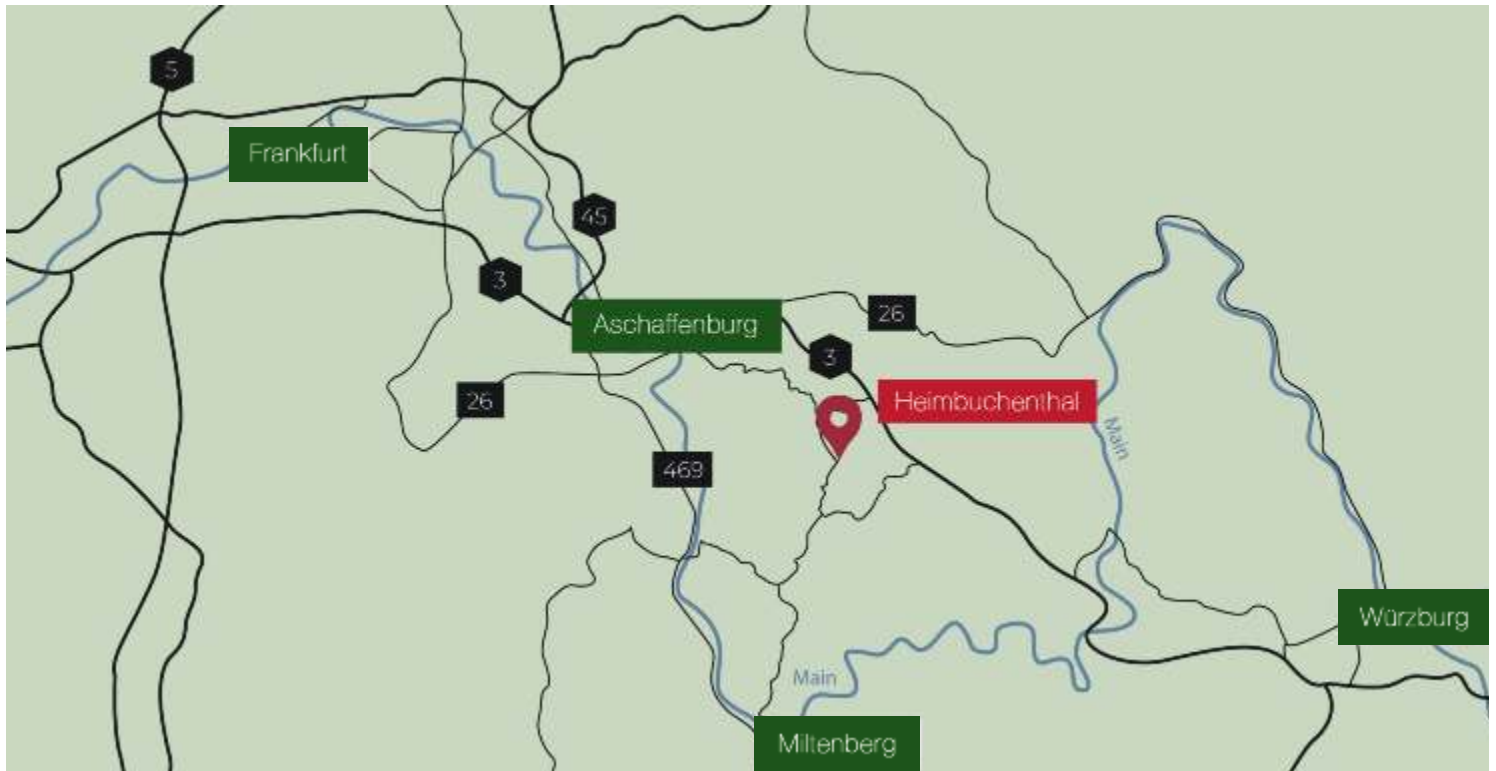 5
Frankfurt
45
3
Aschaffenburg
26
3
26
Heimbuchenthal
Main
469
Würzburg
Main
Miltenberg